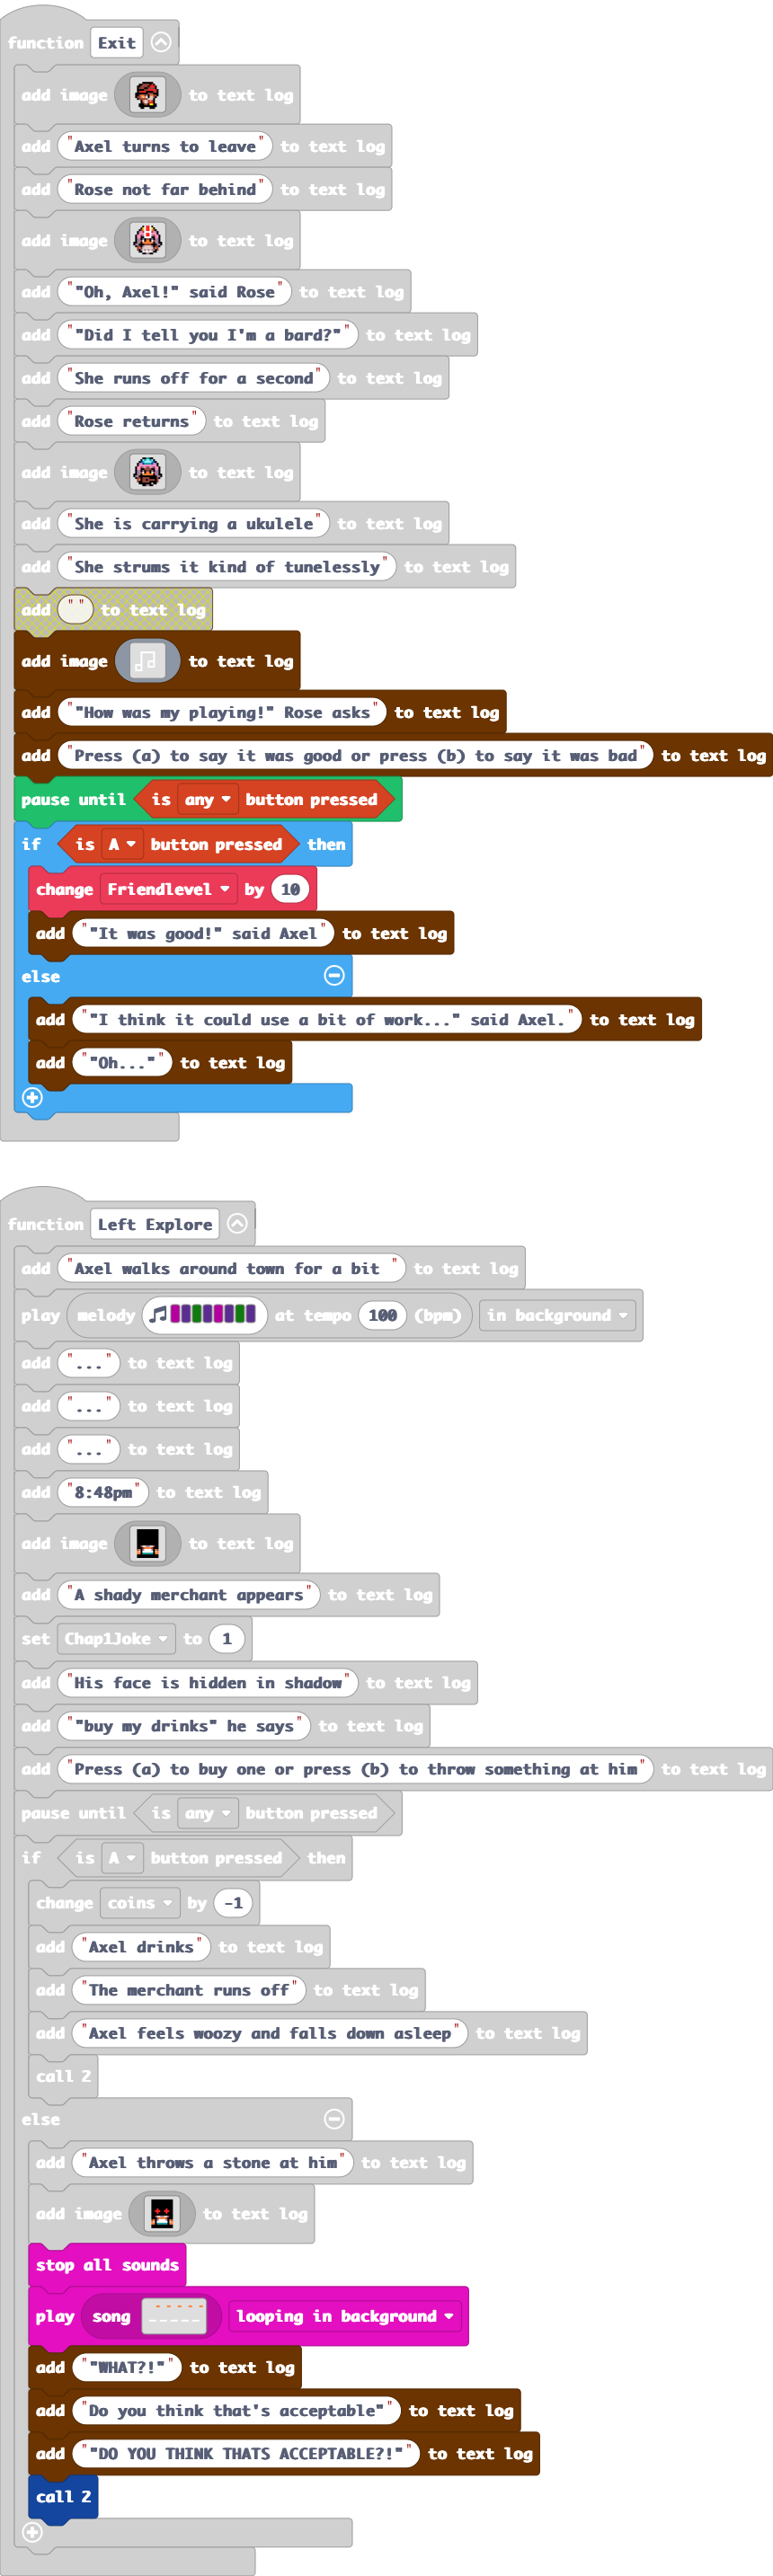 function Exit
add image to text log
add "Axel turns to leave" to text log
add "Rose not far behind" to text log
add image to text log
add ""Oh, Axel!" said Rose" to text log
add ""Did I tell you I'm a bard?"" to text log
add "She runs off for a second" to text log
add "Rose returns" to text log
add image to text log
add "She is carrying a ukulele" to text log
add "She strums it kind of tunelessly" to text log
add "" to text log
add image to text log
add ""How was my playing!" Rose asks" to text log
add "Press (a) to say it was good or press (b) to say it was bad" to text log
pause until is any button pressed
if is A button pressed then
change Friendlevel by 10
add ""It was good!" said Axel" to text log
else
add ""I think it could use a bit of work..." said Axel." to text log
add ""Oh..."" to text log
function Left Explore
add "Axel walks around town for a bit " to text log
play melody at tempo 100 (bpm) in background
add "..." to text log
add "..." to text log
add "..." to text log
add "8:48pm" to text log
add image to text log
add "A shady merchant appears" to text log
set Chap1Joke to 1
add "His face is hidden in shadow" to text log
add ""buy my drinks" he says" to text log
add "Press (a) to buy one or press (b) to throw something at him" to text log
pause until is any button pressed
if is A button pressed then
change coins by -1
add "Axel drinks" to text log
add "The merchant runs off" to text log
add "Axel feels woozy and falls down asleep" to text log
call 2
else
add "Axel throws a stone at him" to text log
add image to text log
stop all sounds
play song looping in background
add ""WHAT?!"" to text log
add "Do you think that's acceptable"" to text log
add ""DO YOU THINK THATS ACCEPTABLE?!"" to text log
call 2